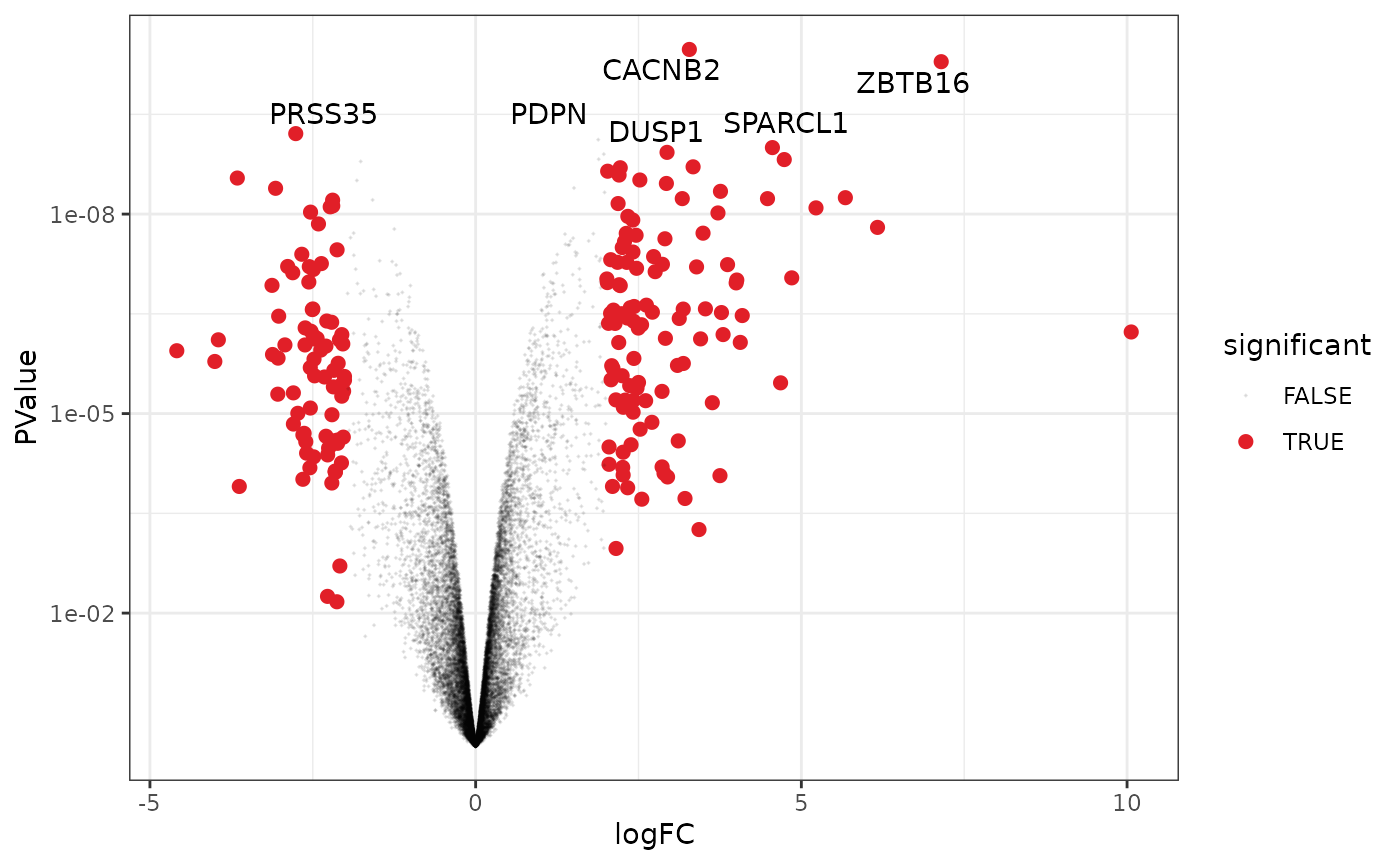 CACNB2
ZBTB16
PRSS35
PDPN
SPARCL1
DUSP1
1e-08
1e-05
1e-02
PValue
-5
0
5
10
logFC
significant
FALSE
TRUE